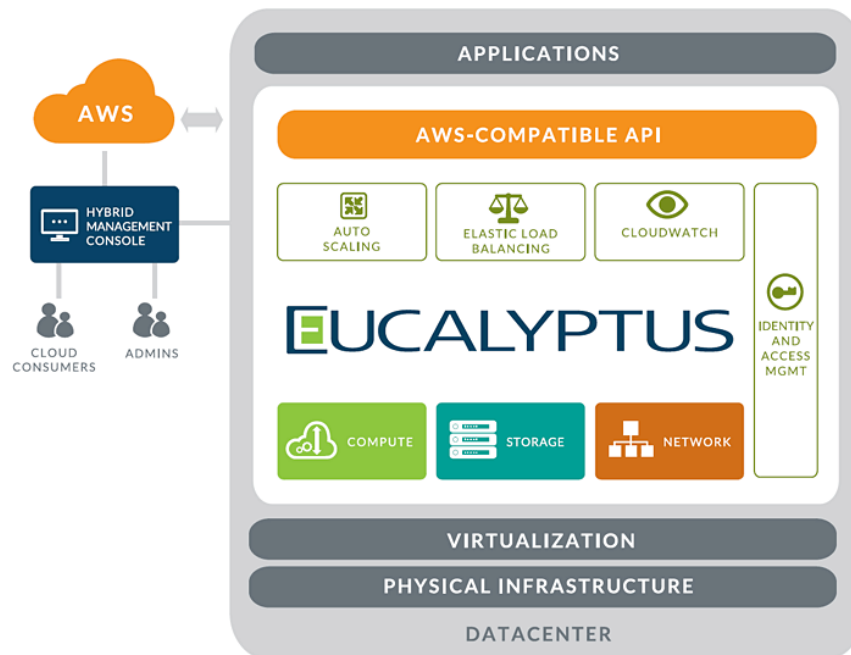 APPLICATIONS
AWS
AWS-COMPATIBLE API
HYBRID
MANAGEMENT
CONSOLE
AUTO
SCALING
ELASTIC LOAD
BALANCING
CLOUDWATCH
CLOUD
CONSUMERS
ADMINS
EUCALYPTUS
IDENTITY
AND
ACCESS
MGMT
COMPUTE
STORAGE
NETWORK
VIRTUALIZATION
PHYSICAL INFRASTRUCTURE
DATACENTER